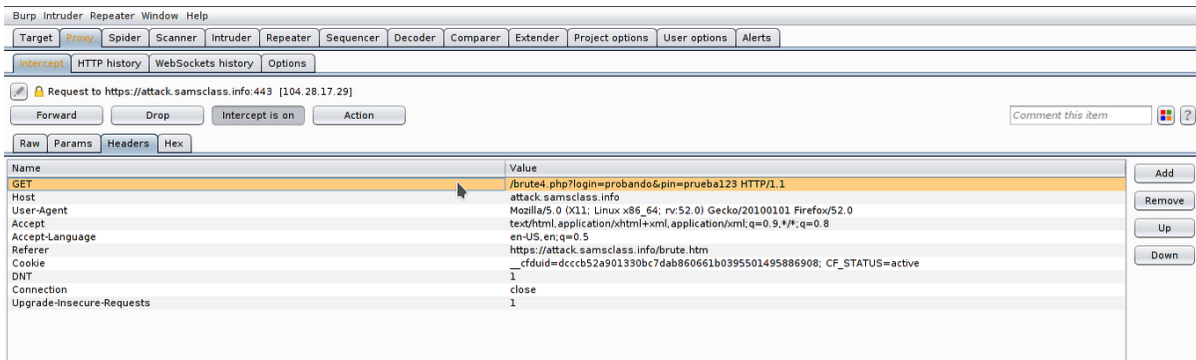 Burp Intruder Repeater Window Help
Target Proxy Spider Scanner Intruder Repeater Sequencer Decoder Comparer Extender Project options User options Alerts
Intercept HTTP history WebSockets history Options
Request to https://attack.samsclass.info:443 [104.28.17.29]
Forward Drop Intercept is on Action Comment this item ?
Raw Params Headers Hex
Name Value
GET /brute4.php?login=probando&pin=prueba123 HTTP/1.1
Host attack.samsclass.info
User-Agent Mozilla/5.0 (X11; Linux x86_64; rv:52.0) Gecko/20100101 Firefox/52.0
Accept text/html,application/xhtml+xml,application/xml;q=0.9,*/*;q=0.8
Accept-Language en-US,en;q=0.5
Referer https://attack.samsclass.info/brute.htm
Cookie __cfduid=dcccb52a901330bc7dab860661b0395501495886908; CF_STATUS=active
DNT 1
Connection close
Upgrade-Insecure-Requests 1
Add
Remove
Up
Down